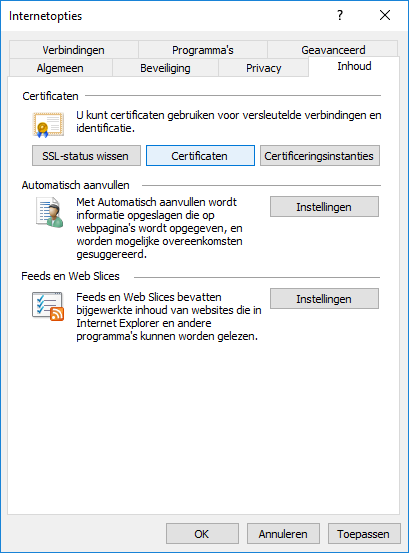 Internetopties
?
Verbindingen Programma's Geavanceerd
Algemeen Beveiliging Privacy Inhoud
Certificaten
U kunt certificaten gebruiken voor versleutelde verbindingen en
identificatie.
SSL-status wissen Certificaten Certificeringsinstanties
Automatisch aanvullen
Met Automatisch aanvullen wordt
informatie opgeslagen die op
webpagina's wordt opgegeven, en
worden mogelijke overeenkomsten
gesuggereerd.
Instellingen
Feeds en Web Slices
Feeds en Web Slices bevatten
bijgewerkte inhoud van websites die in
Internet Explorer en andere
programma's kunnen worden gelezen.
Instellingen
OK Annuleren Toepassen